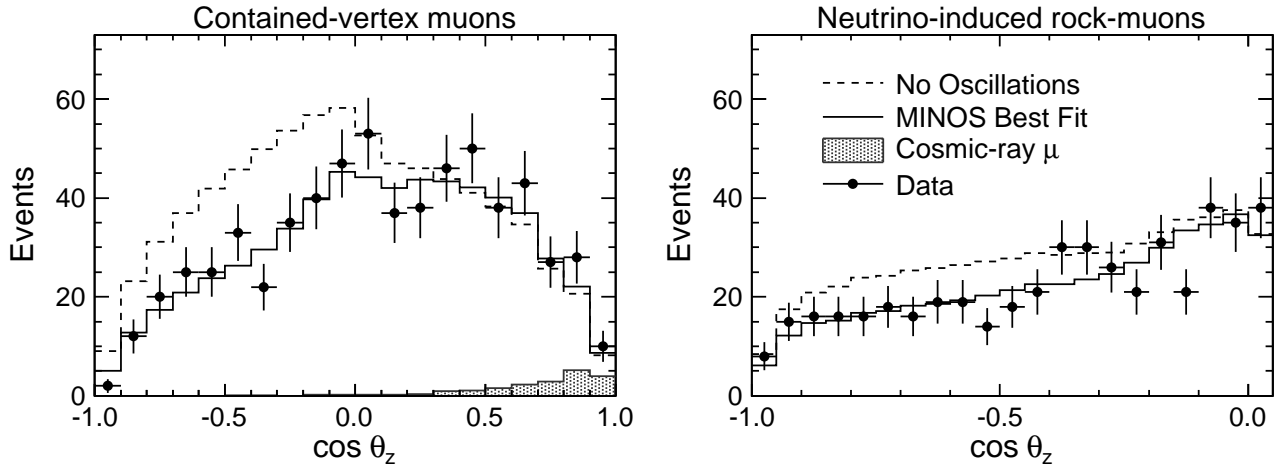 Contained-vertex muons
Events
60
40
20
0
-1.0 -0.5 0.0 0.5 1.0
cos θz
Neutrino-induced rock-muons
No Oscillations
MINOS Best Fit
Cosmic-ray μ
Data
Events
60
40
20
0
-1.0 -0.5 0.0
cos θz